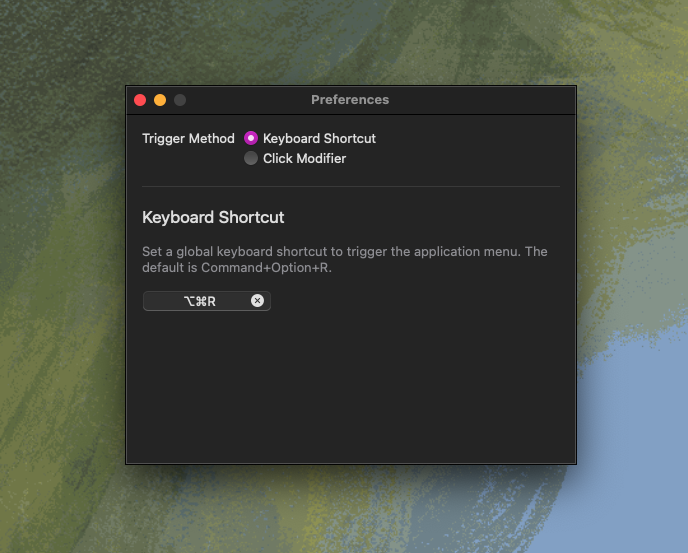 Preferences
Trigger Method Keyboard Shortcut
Click Modifier
Keyboard Shortcut
Set a global keyboard shortcut to trigger the application menu. The
default is Command+Option+R.
⌥⌘R